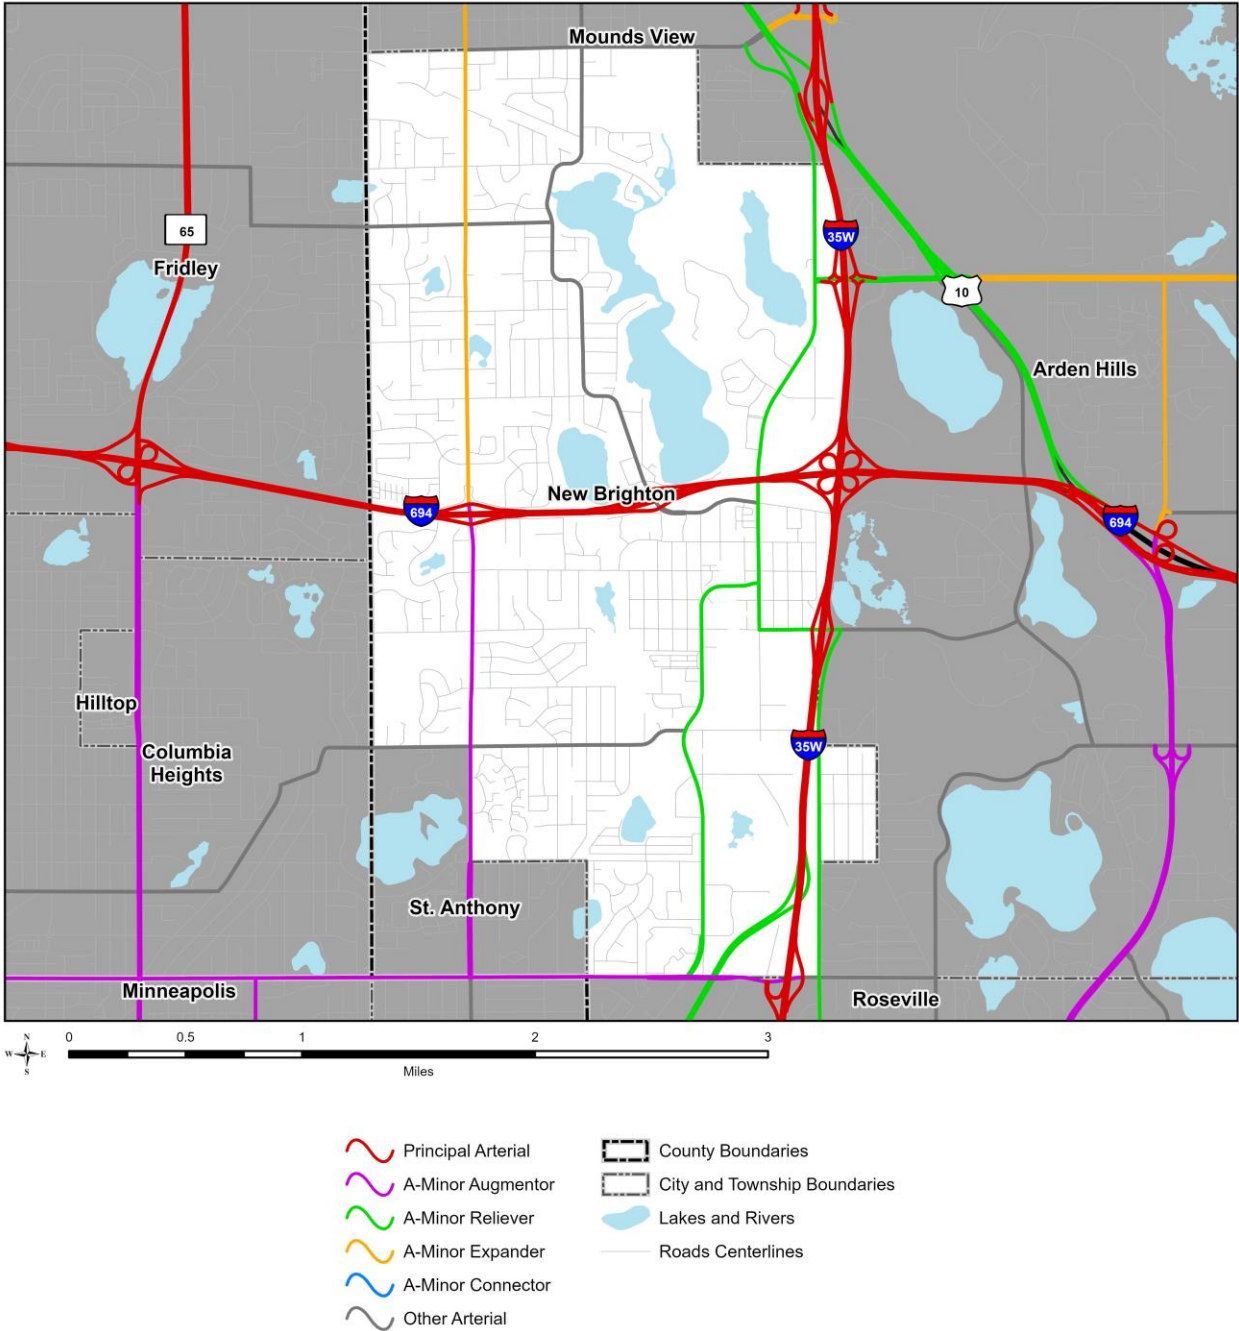 Mounds View
65
35W
Fridley
10
Arden Hills
New Brighton
694
694
Hilltop
35W
Columbia
Heights
St. Anthony
Minneapolis
Roseville
N
W E
S
0 0.5 1 2 3
Miles
Principal Arterial
A-Minor Augmentor
A-Minor Reliever
A-Minor Expander
A-Minor Connector
Other Arterial
County Boundaries
City and Township Boundaries
Lakes and Rivers
Roads Centerlines